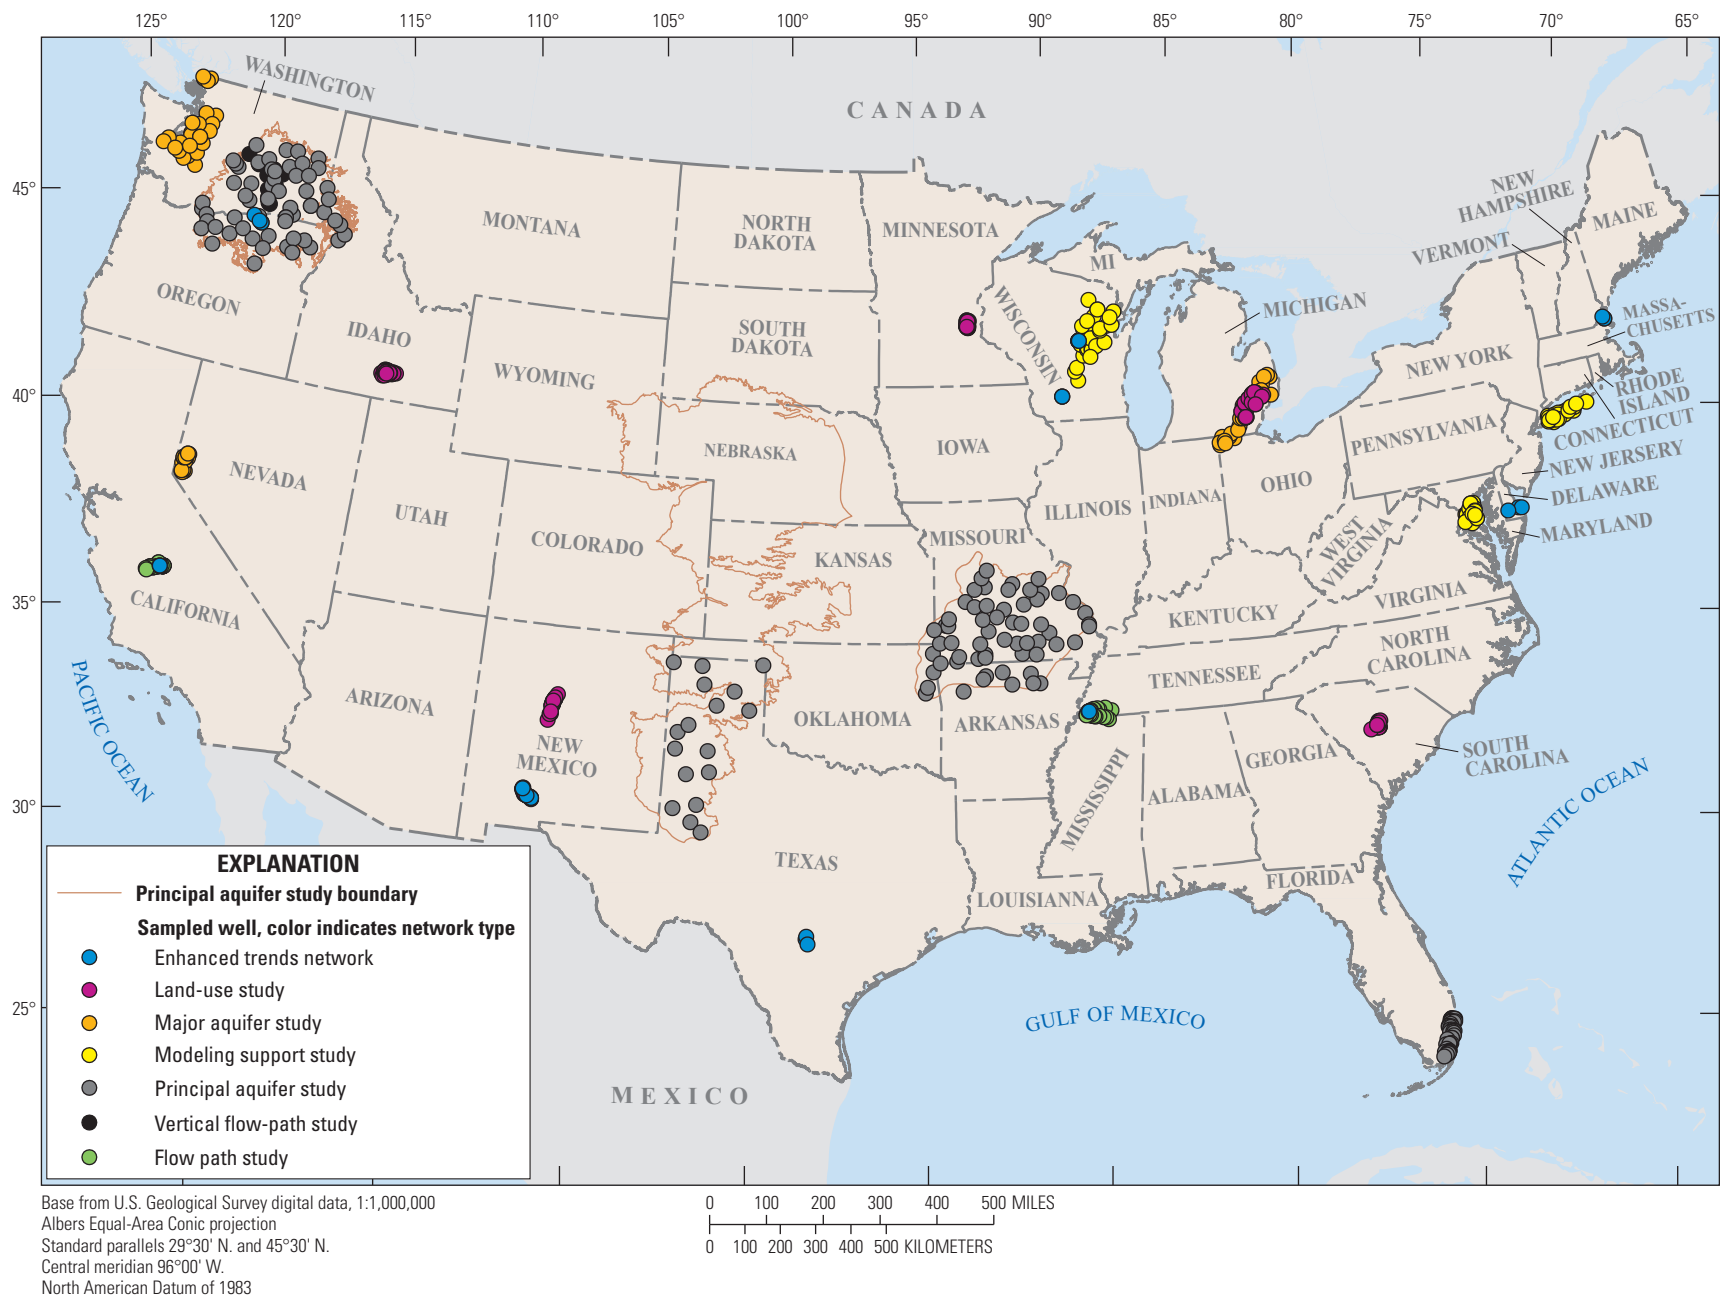 125° 120° 115° 110° 105° 100° 95° 90° 85° 80° 75° 70° 65°
45°
40°
35°
30°
25°
CANADA
WASHINGTON
MONTANA
NORTH
DAKOTA
MINNESOTA
NEW
HAMPSHIRE
MAINE
VERMONT
MI
OREGON
IDAHO
SOUTH
DAKOTA
WISCONSIN
MICHIGAN
MASSA-
CHUSETTS
WYOMING
NEW YORK
RHODE
ISLAND
CONNECTICUT
NEBRASKA
IOWA
PENNSYLVANIA
NEW JERSERY
NEVADA
UTAH
COLORADO
KANSAS
MISSOURI
ILLINOIS
INDIANA
OHIO
WEST
VIRGINIA
DELAWARE
MARYLAND
CALIFORNIA
KENTUCKY
VIRGINIA
PACIFIC OCEAN
ARIZONA
NEW
MEXICO
OKLAHOMA
ARKANSAS
TENNESSEE
NORTH
CAROLINA
SOUTH
CAROLINA
MISSISSIPPI
ALABAMA
GEORGIA
TEXAS
LOUISIANNA
FLORIDA
ATLANTIC OCEAN
GULF OF MEXICO
MEXICO
EXPLANATION
Principal aquifer study boundary
Sampled well, color indicates network type
Enhanced trends network
Land-use study
Major aquifer study
Modeling support study
Principal aquifer study
Vertical flow-path study
Flow path study
Base from U.S. Geological Survey digital data, 1:1,000,000
Albers Equal-Area Conic projection
Standard parallels 29°30' N. and 45°30' N.
Central meridian 96°00' W.
North American Datum of 1983
0 100 200 300 400 500 MILES
0 100 200 300 400 500 KILOMETERS